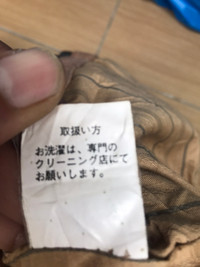 取扱い方
お洗濯は、専門の
クリーニング店にて
お願いします。